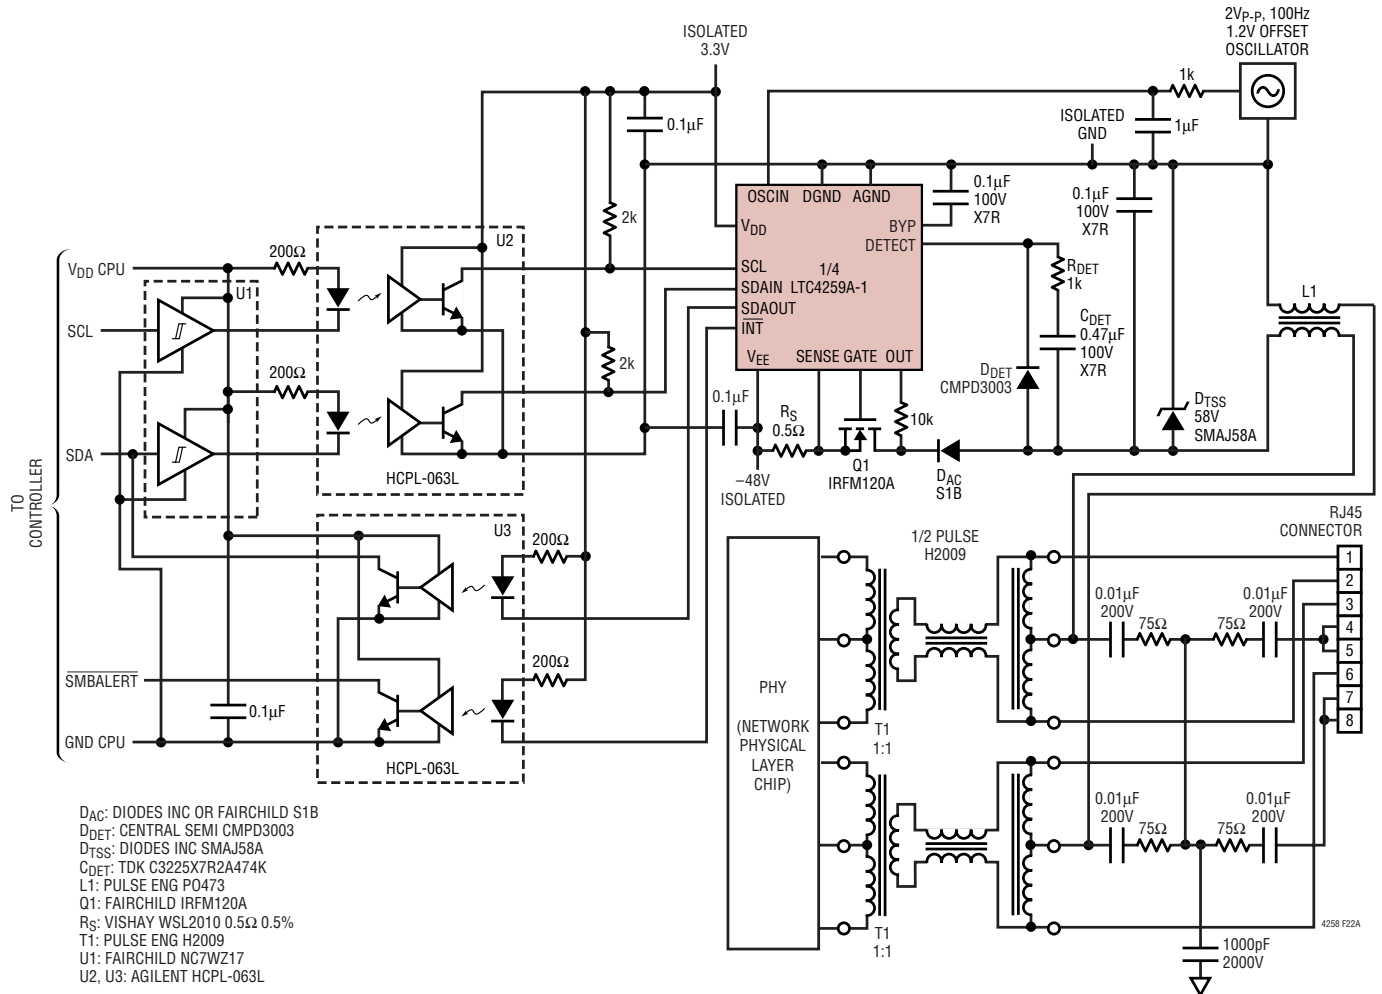 ISOLATED
3.3V
2VP-P, 100Hz
1.2V OFFSET
OSCILLATOR
1k
ISOLATED
GND
1µF
0.1µF
0.1µF
100V
X7R
0.1µF
100V
X7R
2k
OSCIN DGND AGND
VDD
BYP
DETECT
SCL
SDAIN
SDAOUT
INT
1/4
LTC4259A-1
VEE SENSE GATE OUT
RDET
1k
CDET
0.47µF
100V
X7R
DDET
CMPD3003
L1
DTSS
58V
SMAJ58A
U2
200Ω
VDD CPU
U1
SCL
200Ω
2k
0.1µF
RS
0.5Ω
10k
SDA
HCPL-063L
–48V
ISOLATED
Q1
IRFM120A
DAC
S1B
TO
CONTROLLER
U3
200Ω
1/2 PULSE
H2009
RJ45
CONNECTOR
1
2
3
4
5
6
7
8
0.01µF
200V
75Ω
75Ω
0.01µF
200V
200Ω
SMBALERT
0.1µF
GND CPU
HCPL-063L
PHY
(NETWORK
PHYSICAL
LAYER
CHIP)
T1
1:1
0.01µF
200V
75Ω
75Ω
0.01µF
200V
T1
1:1
1000pF
2000V
4258 F22A
DAC: DIODES INC OR FAIRCHILD S1B
DDET: CENTRAL SEMI CMPD3003
DTSS: DIODES INC SMAJ58A
CDET: TDK C3225X7R2A474K
L1: PULSE ENG PO473
Q1: FAIRCHILD IRFM120A
RS: VISHAY WSL2010 0.5Ω 0.5%
T1: PULSE ENG H2009
U1: FAIRCHILD NC7WZ17
U2, U3: AGILENT HCPL-063L